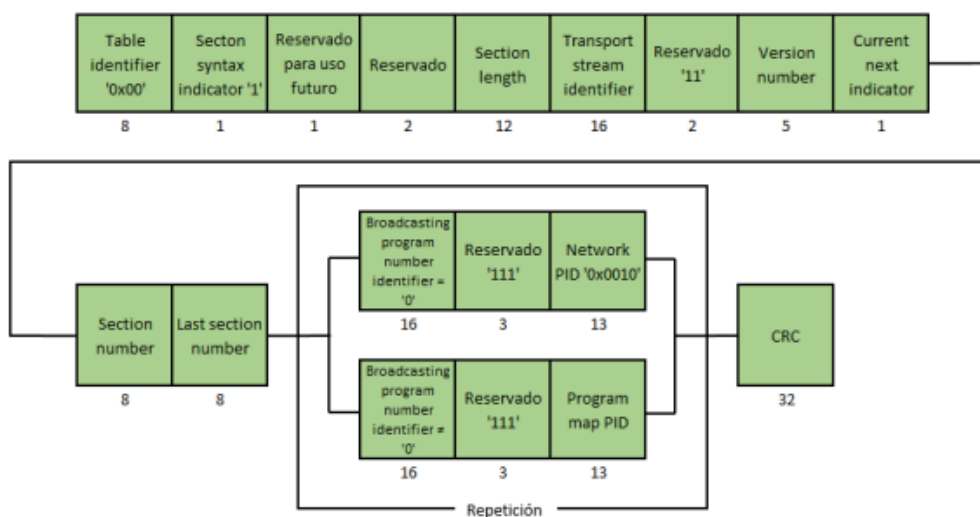 Table
identifier
'0x00'
Secton
syntax
indicator '1'
Reservado
para uso
futuro
Reservado
Section
length
Transport
stream
identifier
Reservado
'11'
Version
number
Current
next
indicator
8
1
1
2
12
16
2
5
1
Section
number
Last section
number
8
8
Broadcasting
program
number
identifier =
'0'
Reservado
'111'
Network
PID '0x0010'
16
3
13
Broadcasting
program
number
identifier ≠
'0'
Reservado
'111'
Program
map PID
16
3
13
Repetición
CRC
32